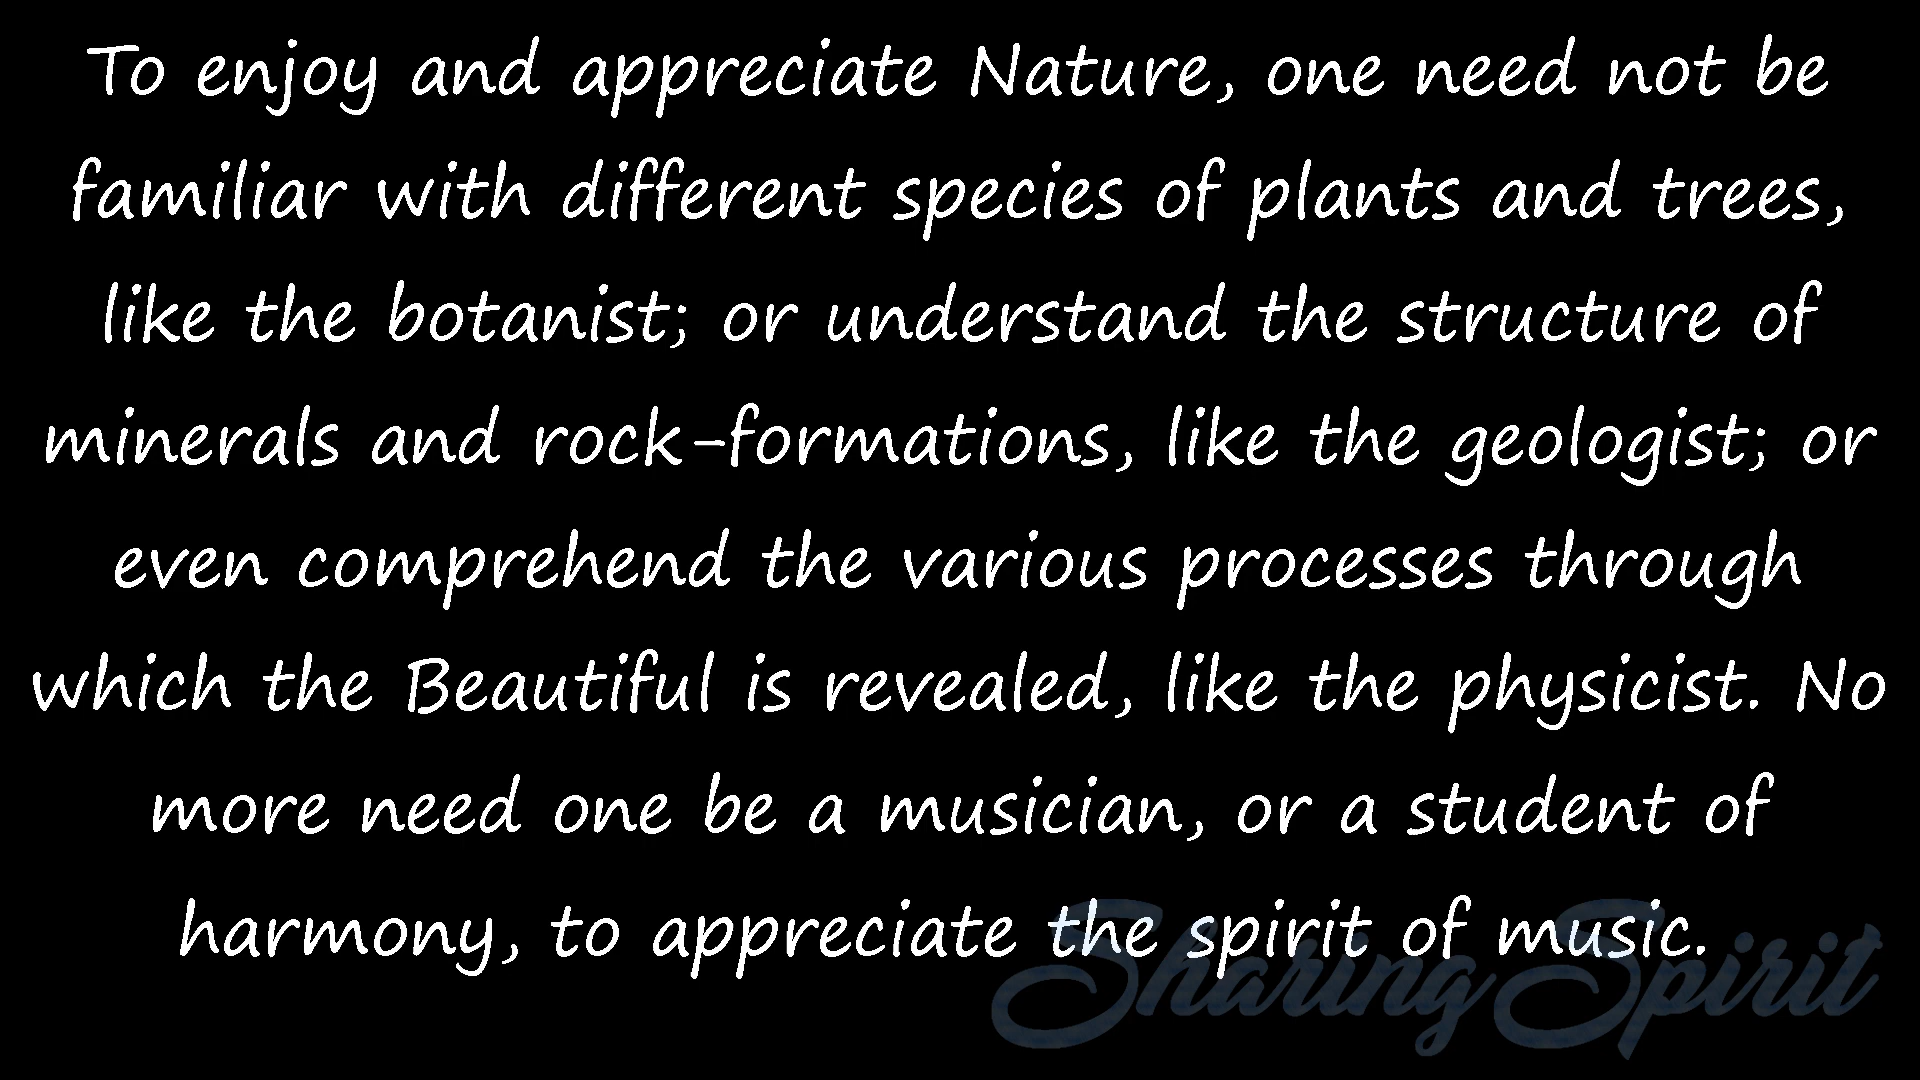 To enjoy and appreciate Nature, one need not be
familiar with different species of plants and trees,
like the botanist; or understand the structure of
minerals and rock-formations, like the geologist; or
even comprehend the various processes through
which the Beautiful is revealed, like the physicist. No
more need one be a musician, or a student of
harmony, to appreciate the spirit of music.
Sharing Spirit